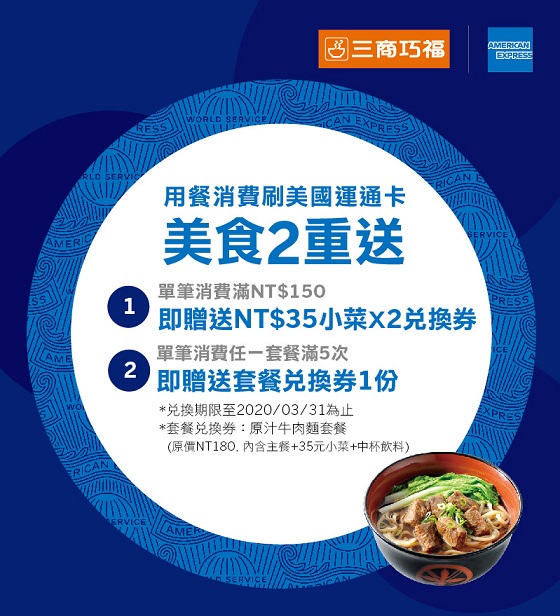 三商巧福
AMERICAN
EXPRESS
用餐消費刷美國運通卡
美食2重送
1
單筆消費滿NT$150
即贈送NT$35小菜X2兌換券
2
單筆消費任一套餐滿5次
即贈送套餐兌換券1份
*兌換期限至2020/03/31為止
*套餐兌換券：原汁牛肉麵套餐
(原價NT180, 內含主餐+35元小菜+中杯飲料)